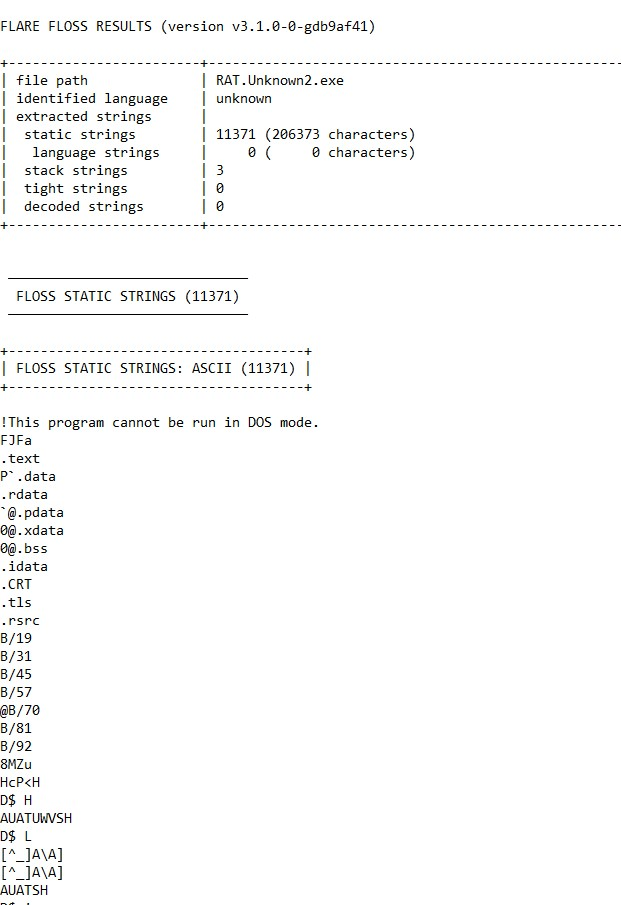 FLARE FLOSS RESULTS (version v3.1.0-0-gdb9af41)
+------------------------+----------------------------------------------------
| file path | RAT.Unknown2.exe
| identified language | unknown
| extracted strings |
| static strings | 11371 (206373 characters)
| language strings | 0 ( 0 characters)
| stack strings | 3
| tight strings | 0
| decoded strings | 0
+------------------------+----------------------------------------------------
FLOSS STATIC STRINGS (11371)
+-------------------------------------+
| FLOSS STATIC STRINGS: ASCII (11371) |
+-------------------------------------+
!This program cannot be run in DOS mode.
FJFa
.text
P`.data
.rdata
`@.pdata
0@.xdata
0@.bss
.idata
.CRT
.tls
.rsrc
B/19
B/31
B/45
B/57
@B/70
B/81
B/92
8MZu
HcP<H
D$ H
AUATUWVSH
D$ L
[^_]A\A]
[^_]A\A]
AUATSH